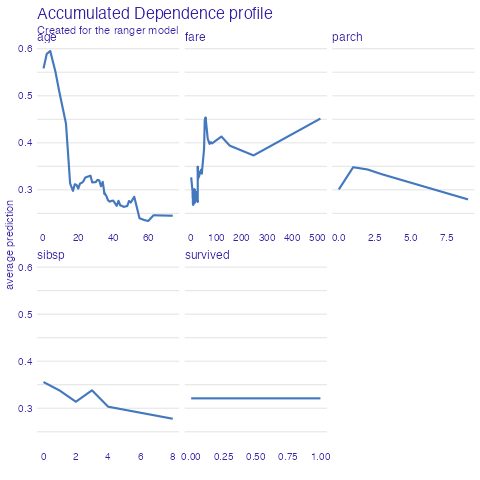 Accumulated Dependence profile
Created for the ranger model
age fare parch
0.6
0.5
0.4
0.3
0 20 40 60 0 100 200 300 400 500 0.0 2.5 5.0 7.5
average prediction
sibsp survived
0.6
0.5
0.4
0.3
0 2 4 6 8 0.00 0.25 0.50 0.75 1.00